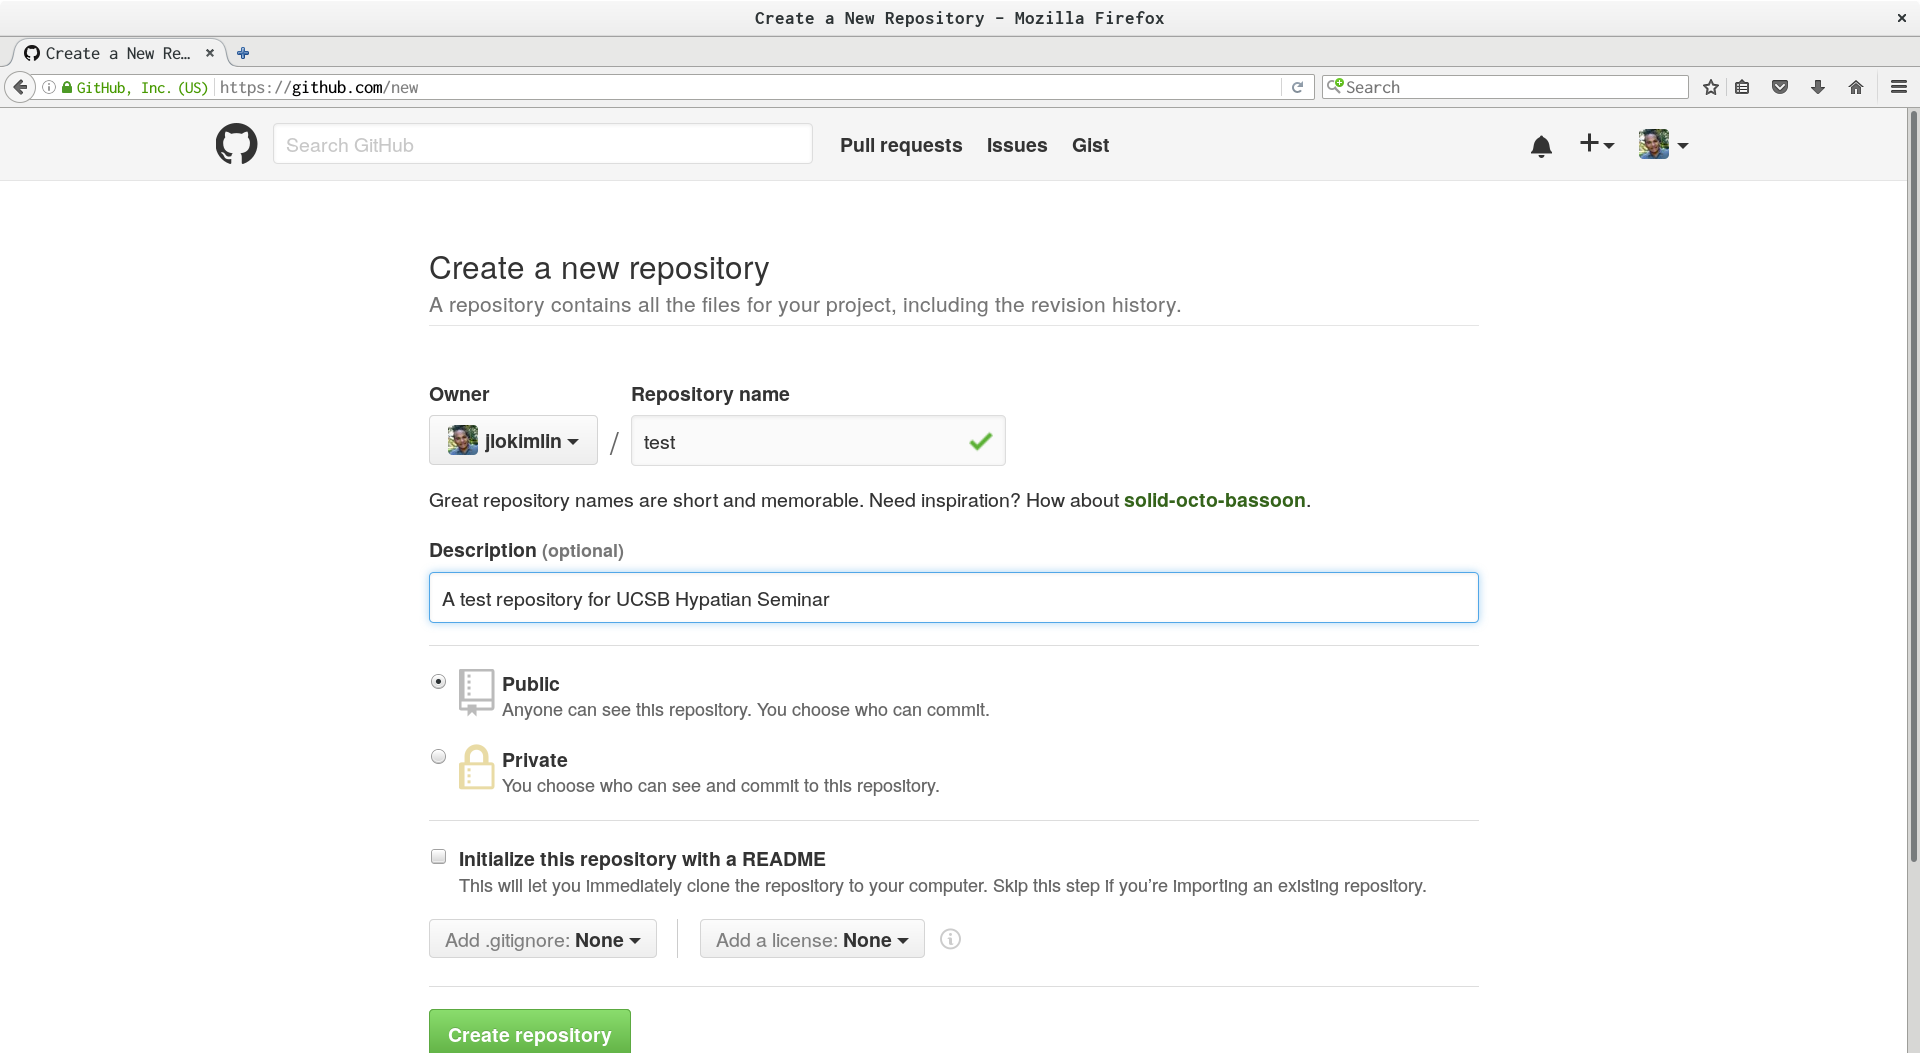 Create a New Repository - Mozilla Firefox
Create a New Re...
GitHub, Inc. (US) https://github.com/new Search
Search GitHub Pull requests Issues Gist
Create a new repository
A repository contains all the files for your project, including the revision history.
Owner Repository name
jlokimlin / test
Great repository names are short and memorable. Need inspiration? How about solid-octo-bassoon.
Description (optional)
A test repository for UCSB Hypatian Seminar
Public
Anyone can see this repository. You choose who can commit.
Private
You choose who can see and commit to this repository.
Initialize this repository with a README
This will let you immediately clone the repository to your computer. Skip this step if you’re importing an existing repository.
Add .gitignore: None Add a license: None
Create repository